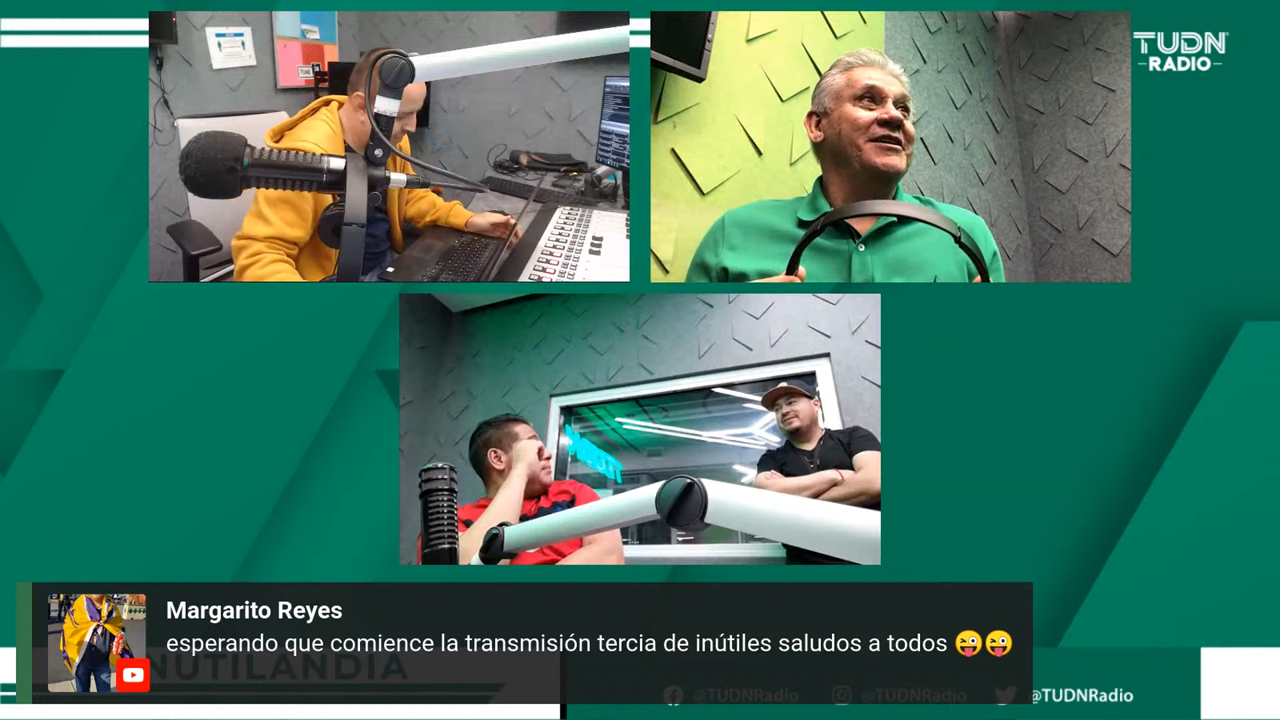 TUDN
RADIO
Margarito Reyes
esperando que comience la transmisión tercia de inútiles saludos a todos 😜😜
INUTILANDIA
@TUDNRadio
@TUDNRadio
@TUDNRadio